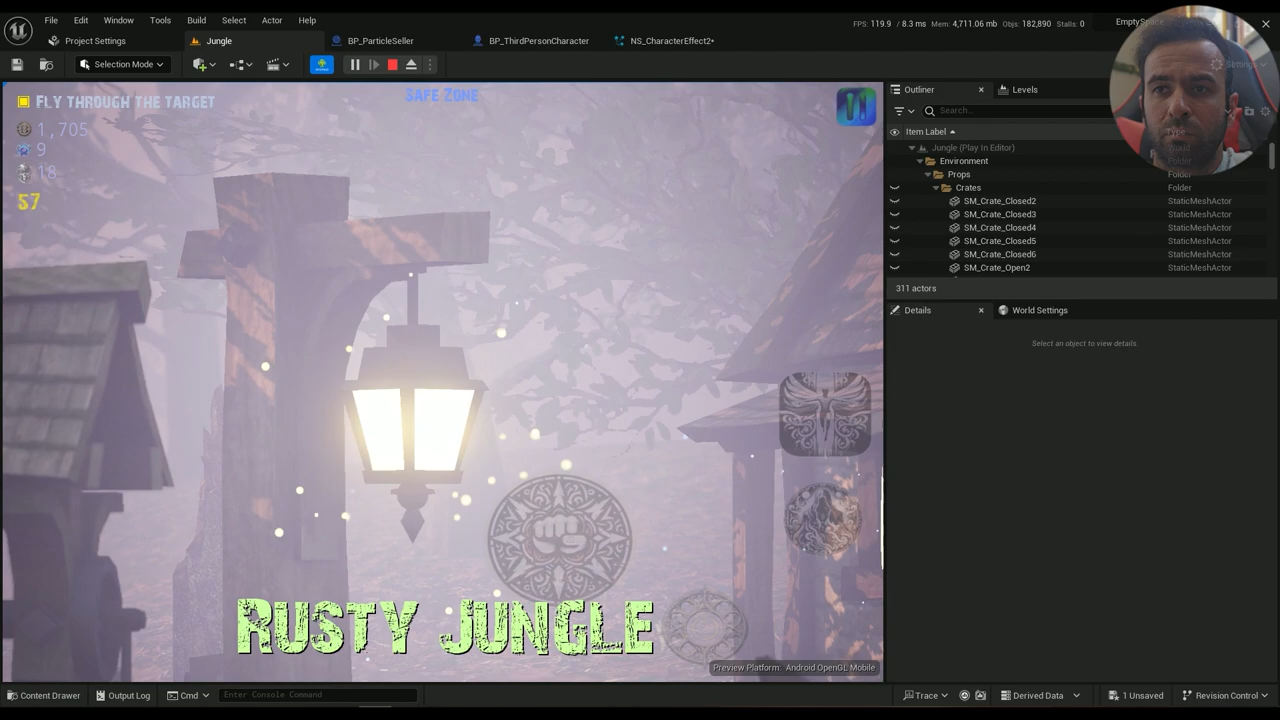 File Edit Window Tools Build Select Actor Help
FPS: 119.9 / 8.3 ms Mem: 4,711.06 mb Objs: 182,890 Stalls: 0
EmptySpace
Project Settings
Jungle
BP_ParticleSeller
BP_ThirdPersonCharacter
NS_CharacterEffect2*
Selection Mode
Settings
FLY THROUGH THE TARGET
SAFE ZONE
1,705
9
18
57
RUSTY JUNGLE
Preview Platform: Android OpenGL Mobile
Outliner
Levels
Search...
Item Label
Type
Jungle (Play In Editor) World
Environment Folder
Props Folder
Crates Folder
SM_Crate_Closed2 StaticMeshActor
SM_Crate_Closed3 StaticMeshActor
SM_Crate_Closed4 StaticMeshActor
SM_Crate_Closed5 StaticMeshActor
SM_Crate_Closed6 StaticMeshActor
SM_Crate_Open2 StaticMeshActor
311 actors
Details
World Settings
Select an object to view details.
Content Drawer
Output Log
Cmd
Enter Console Command
Trace
Derived Data
1 Unsaved
Revision Control